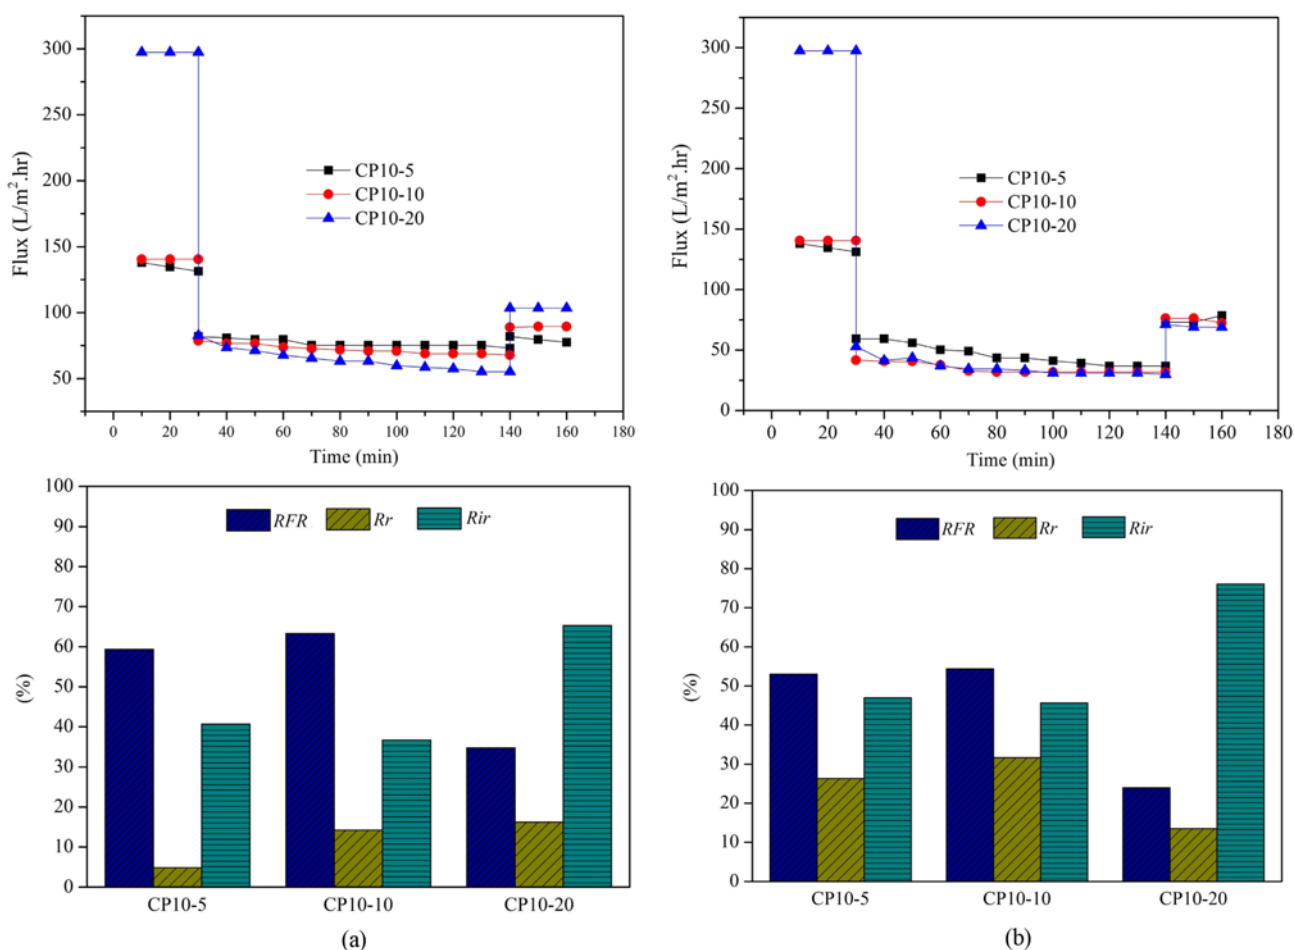 300
250
200
150
100
50
Flux (L/m².hr)
CP10-5
CP10-10
CP10-20
0 20 40 60 80 100 120 140 160 180
Time (min)
300
250
200
150
100
50
0
Flux (L/m².hr)
CP10-5
CP10-10
CP10-20
0 20 40 60 80 100 120 140 160 180
Time (min)
100
90
80
70
60
50
40
30
20
10
0
(%)
RFR Rr Rir
CP10-5 CP10-10 CP10-20
(a)
100
90
80
70
60
50
40
30
20
10
0
(%)
RFR Rr Rir
CP10-5 CP10-10 CP10-20
(b)